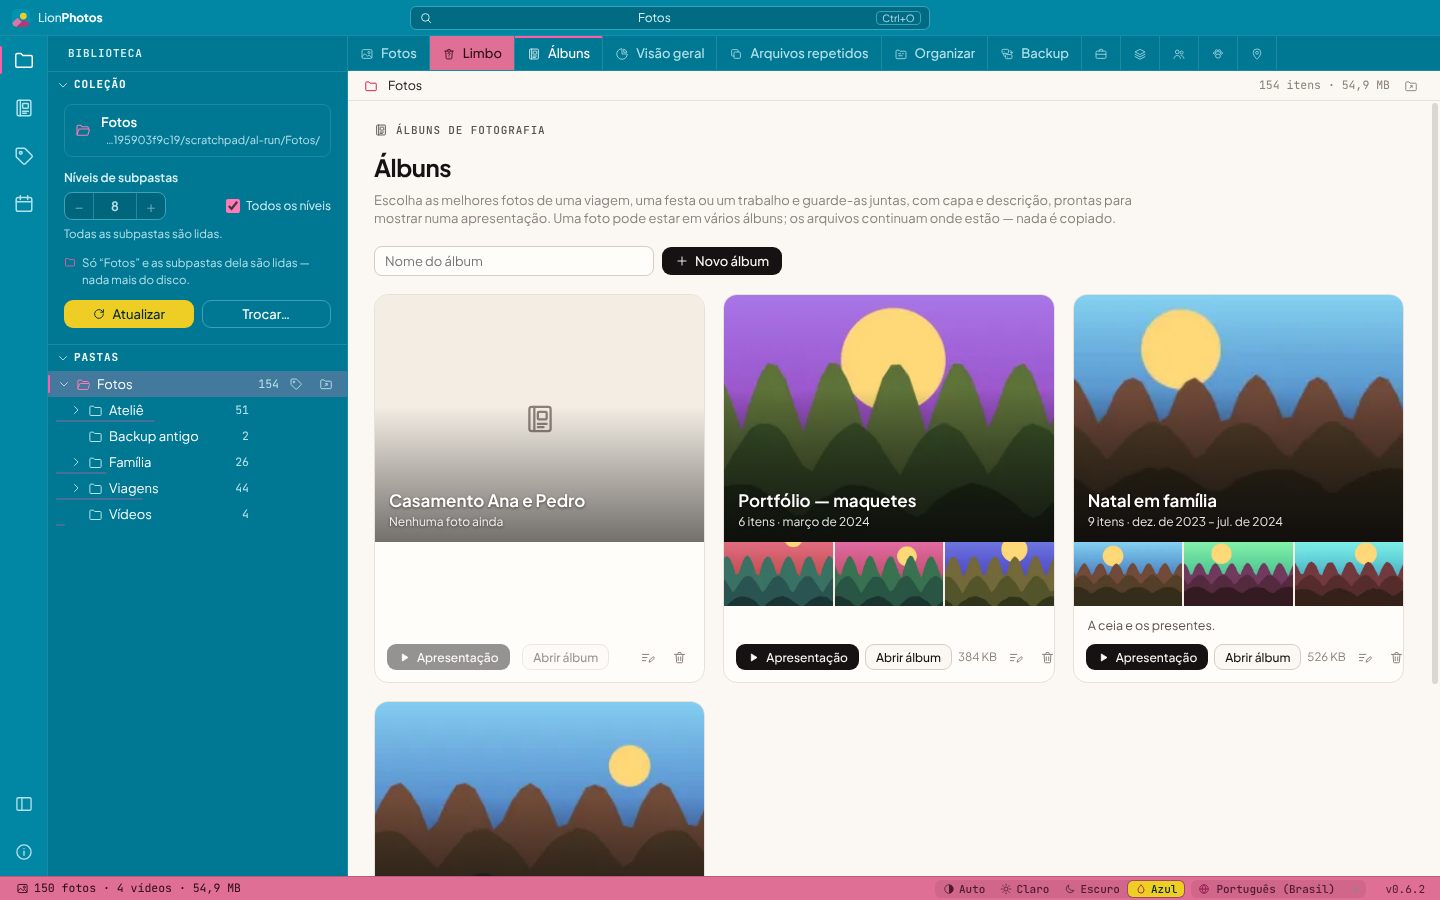 LionPhotos
Fotos
Ctrl+O
BIBLIOTECA
Fotos
Limbo
Álbuns
Visão geral
Arquivos repetidos
Organizar
Backup
COLEÇÃO
Fotos
…195903f9c19/scratchpad/al-run/Fotos/
Níveis de subpastas
− 8 +
Todos os níveis
Todas as subpastas são lidas.
Só “Fotos” e as subpastas dela são lidas —
nada mais do disco.
Atualizar
Trocar…
PASTAS
Fotos 154
Ateliê 51
Backup antigo 2
Família 26
Viagens 44
Vídeos 4
Fotos
154 itens · 54,9 MB
ÁLBUNS DE FOTOGRAFIA
Álbuns
Escolha as melhores fotos de uma viagem, uma festa ou um trabalho e guarde-as juntas, com capa e descrição, prontas para
mostrar numa apresentação. Uma foto pode estar em vários álbuns; os arquivos continuam onde estão — nada é copiado.
Nome do álbum
+ Novo álbum
Casamento Ana e Pedro
Nenhuma foto ainda
Apresentação
Abrir álbum
Portfólio — maquetes
6 itens · março de 2024
Apresentação
Abrir álbum
384 KB
Natal em família
9 itens · dez. de 2023 – jul. de 2024
A ceia e os presentes.
Apresentação
Abrir álbum
526 KB
150 fotos · 4 vídeos · 54,9 MB
Auto
Claro
Escuro
Azul
Português (Brasil)
v0.6.2